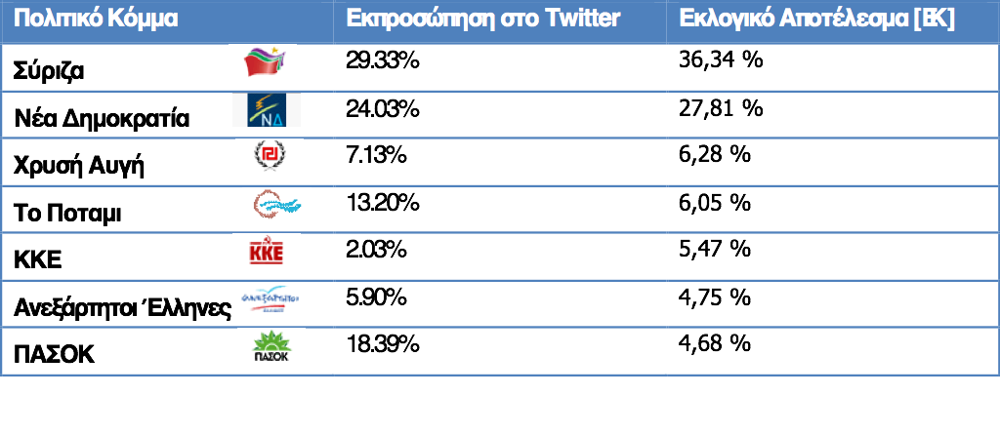 Πολιτικό Κόμμα Εκπροσώπηση στο Twitter Εκλογικό Αποτέλεσμα [ΕΚ]
Σύριζα 29.33% 36,34 %
Νέα Δημοκρατία ΝΔ 24.03% 27,81 %
Χρυσή Αυγή 7.13% 6,28 %
Το Ποταμι 13.20% 6,05 %
ΚΚΕ ΚΚΕ 2.03% 5,47 %
Ανεξάρτητοι Έλληνες 5.90% 4,75 %
ΠΑΣΟΚ ΠΑΣΟΚ 18.39% 4,68 %